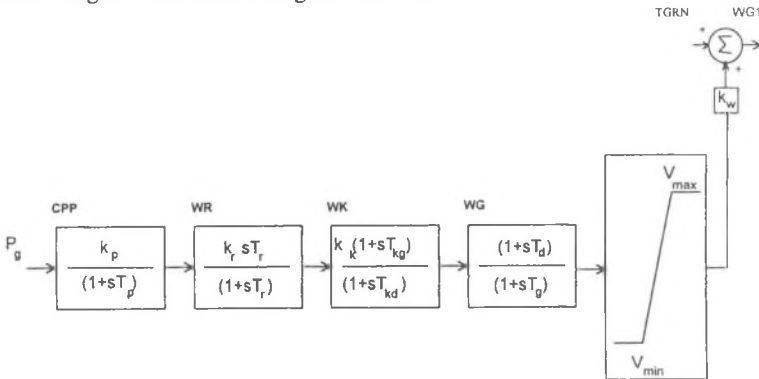 TGRN WG1
+
Σ
+
k_w
V_max
CPP WR WK WG
P_g
k_p
(1+sT_p)
k_r sT_r
(1+sT_r)
k_k(1+sT_kg)
(1+sT_kd)
(1+sT_d)
(1+sT_g)
V_min